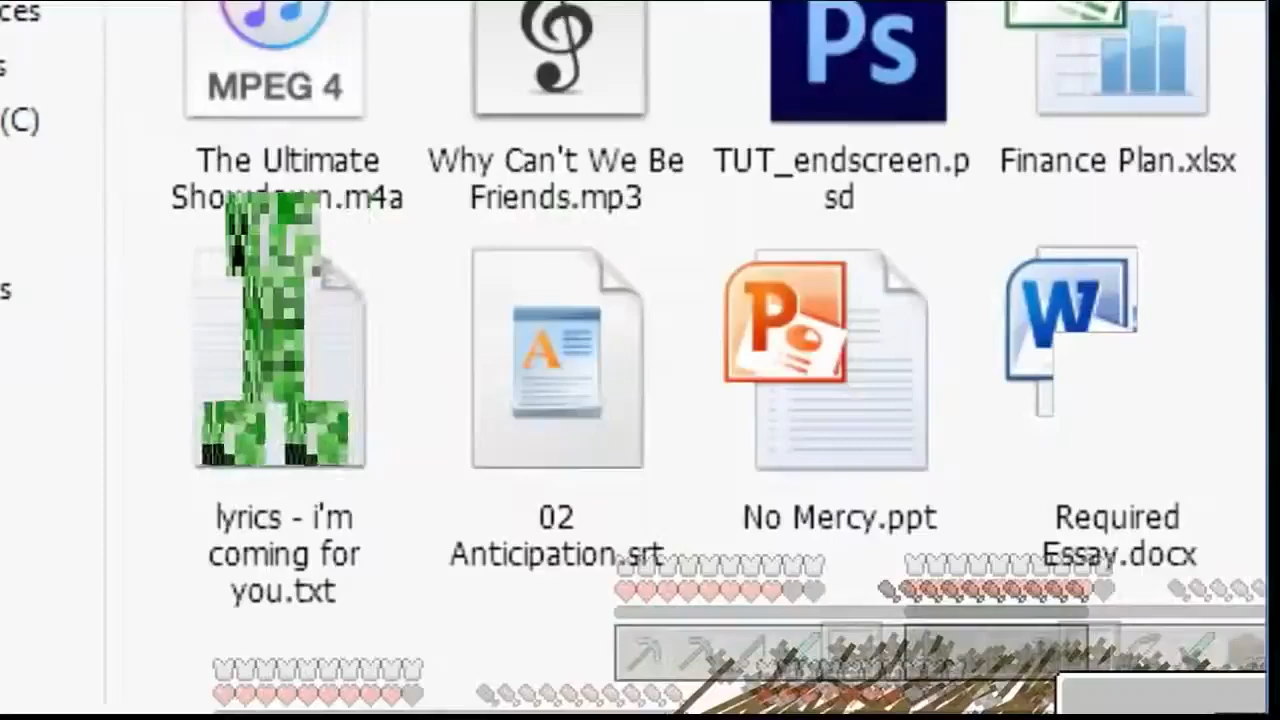 ces
MPEG 4
Ps
s
(C)
The Ultimate
Why Can't We Be
Friends.mp3
TUT_endscreen.p
sd
Finance Plan.xlsx
.m4a
s
A
P
W
lyrics - i'm
coming for
you.txt
02
Anticipation.srt
No Mercy.ppt
Required
Essay.docx